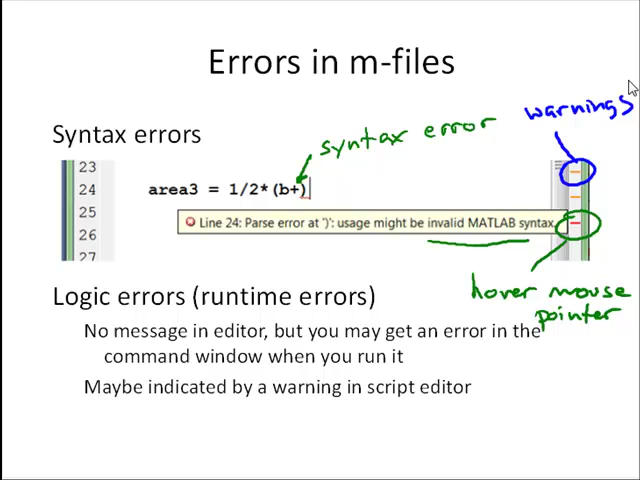 Errors in m-files
warnings
Syntax errors
syntax error
23
24 area3 = 1/2*(b+)
25
Line 24: Parse error at ')': usage might be invalid MATLAB syntax.
26
27
hover mouse
pointer
Logic errors (runtime errors)
No message in editor, but you may get an error in the
command window when you run it
Maybe indicated by a warning in script editor